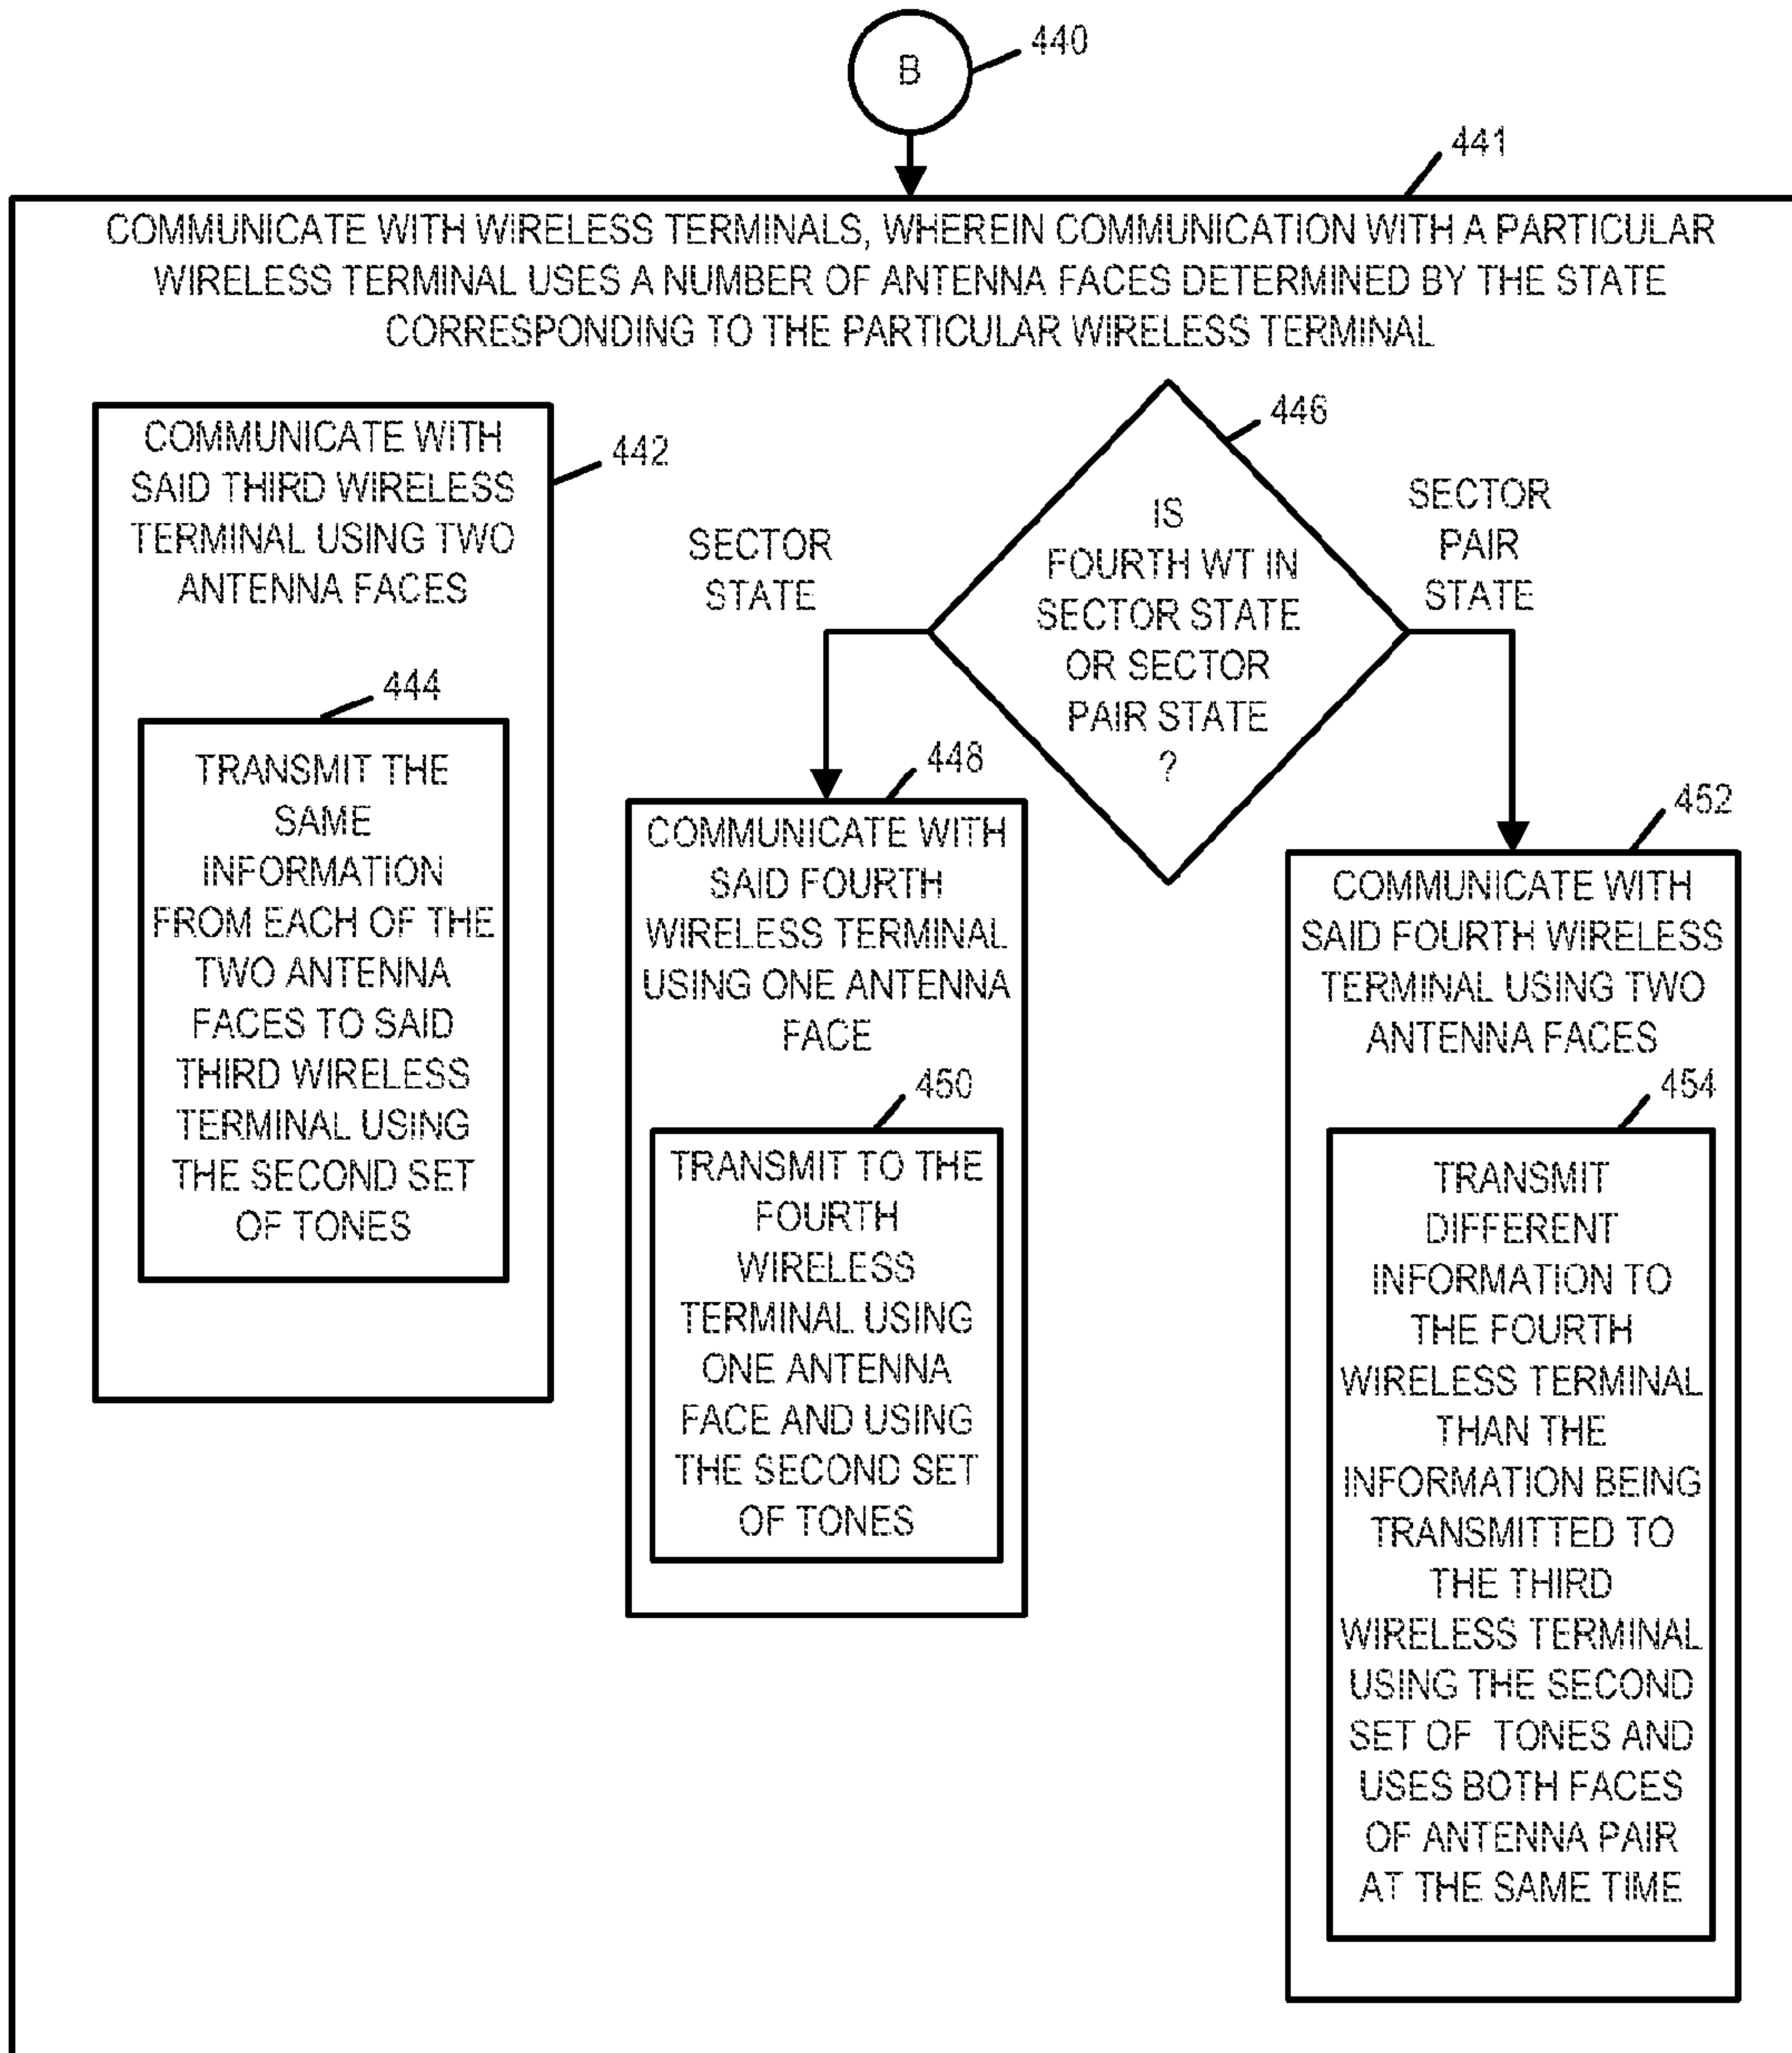 B
440
441
COMMUNICATE WITH WIRELESS TERMINALS, WHEREIN COMMUNICATION WITH A PARTICULAR
WIRELESS TERMINAL USES A NUMBER OF ANTENNA FACES DETERMINED BY THE STATE
CORRESPONDING TO THE PARTICULAR WIRELESS TERMINAL
COMMUNICATE WITH
SAID THIRD WIRELESS
TERMINAL USING TWO
ANTENNA FACES
442
444
TRANSMIT THE
SAME
INFORMATION
FROM EACH OF THE
TWO ANTENNA
FACES TO SAID
THIRD WIRELESS
TERMINAL USING
THE SECOND SET
OF TONES
446
IS
FOURTH WT IN
SECTOR STATE
OR SECTOR
PAIR STATE
?
SECTOR
STATE
SECTOR
PAIR
STATE
448
COMMUNICATE WITH
SAID FOURTH
WIRELESS TERMINAL
USING ONE ANTENNA
FACE
450
TRANSMIT TO THE
FOURTH
WIRELESS
TERMINAL USING
ONE ANTENNA
FACE AND USING
THE SECOND SET
OF TONES
452
COMMUNICATE WITH
SAID FOURTH WIRELESS
TERMINAL USING TWO
ANTENNA FACES
454
TRANSMIT
DIFFERENT
INFORMATION TO
THE FOURTH
WIRELESS TERMINAL
THAN THE
INFORMATION BEING
TRANSMITTED TO
THE THIRD
WIRELESS TERMINAL
USING THE SECOND
SET OF TONES AND
USES BOTH FACES
OF ANTENNA PAIR
AT THE SAME TIME